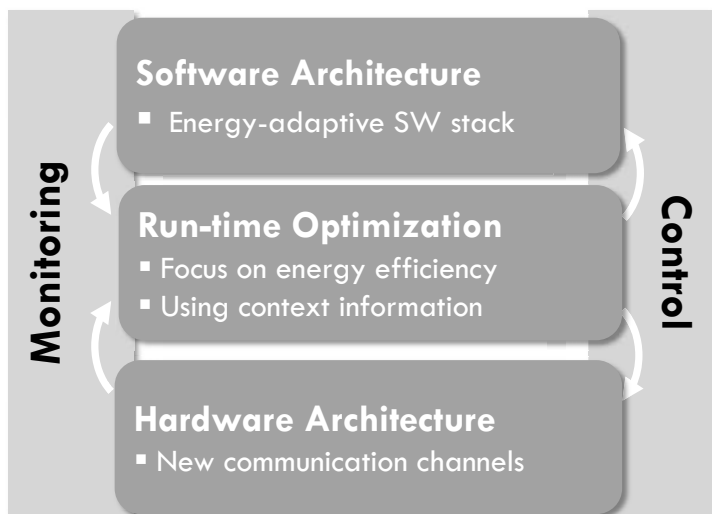 Monitoring
Software Architecture
▪ Energy-adaptive SW stack
Run-time Optimization
▪ Focus on energy efficiency
▪ Using context information
Hardware Architecture
▪ New communication channels
Control